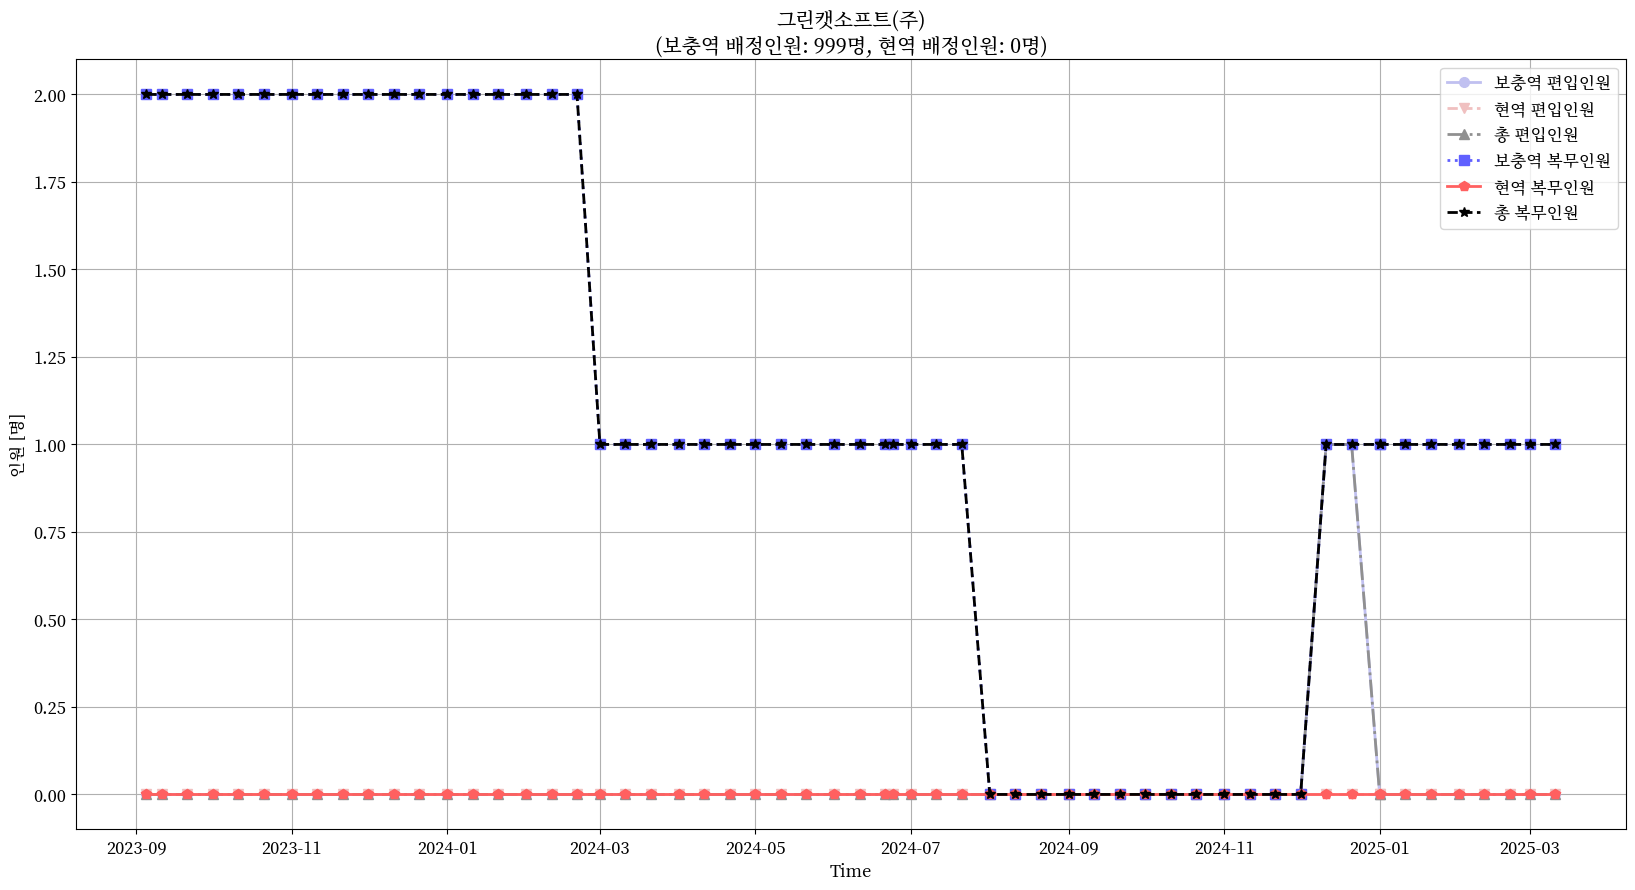 그린캣소프트(주)
(보충역 배정인원: 999명, 현역 배정인원: 0명)
보충역 편입인원
현역 편입인원
총 편입인원
보충역 복무인원
현역 복무인원
총 복무인원
인원 [명]
2.00
1.75
1.50
1.25
1.00
0.75
0.50
0.25
0.00
2023-09
2023-11
2024-01
2024-03
2024-05
2024-07
2024-09
2024-11
2025-01
2025-03
Time